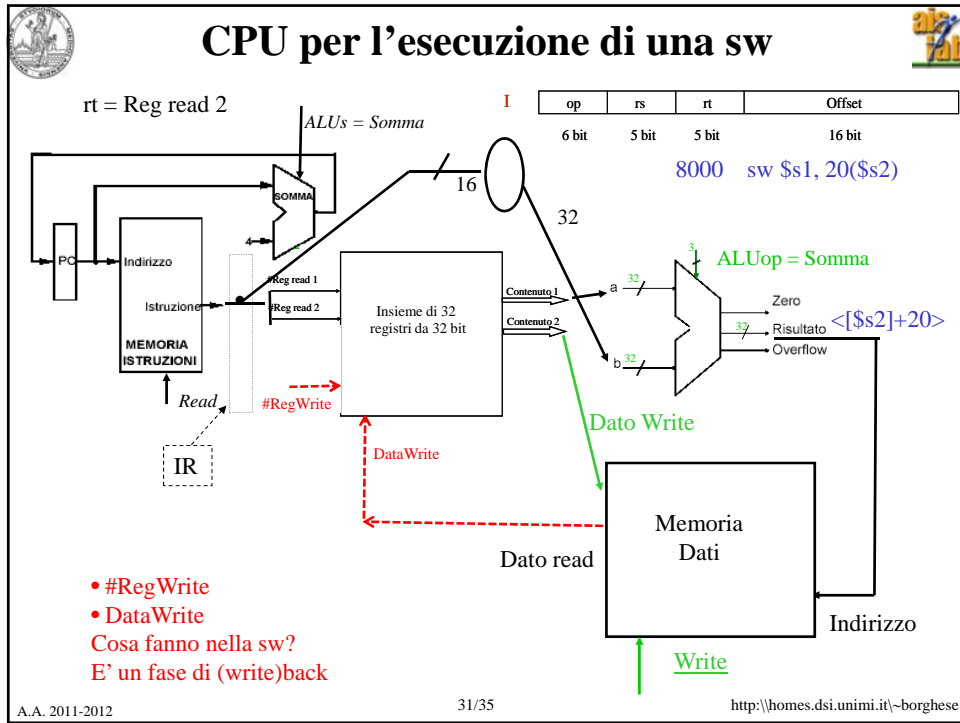 CPU per l'esecuzione di una sw
rt = Reg read 2
ALUs = Somma
I
op rs rt Offset
6 bit 5 bit 5 bit 16 bit
8000 sw $s1, 20($s2)
16
32
SOMMA
4
PC
Indirizzo
Istruzione
MEMORIA
ISTRUZIONI
Read
IR
#Reg read 1
#Reg read 2
Insieme di 32
registri da 32 bit
Contenuto 1
Contenuto 2
#RegWrite
DataWrite
a
32
b
32
3
ALUop = Somma
Zero
32
Risultato
Overflow
<[$s2]+20>
Dato Write
Memoria
Dati
Dato read
Indirizzo
Write
• #RegWrite
• DataWrite
Cosa fanno nella sw?
E' un fase di (write)back
A.A. 2011-2012
31/35
http:\\homes.dsi.unimi.it\~borghese